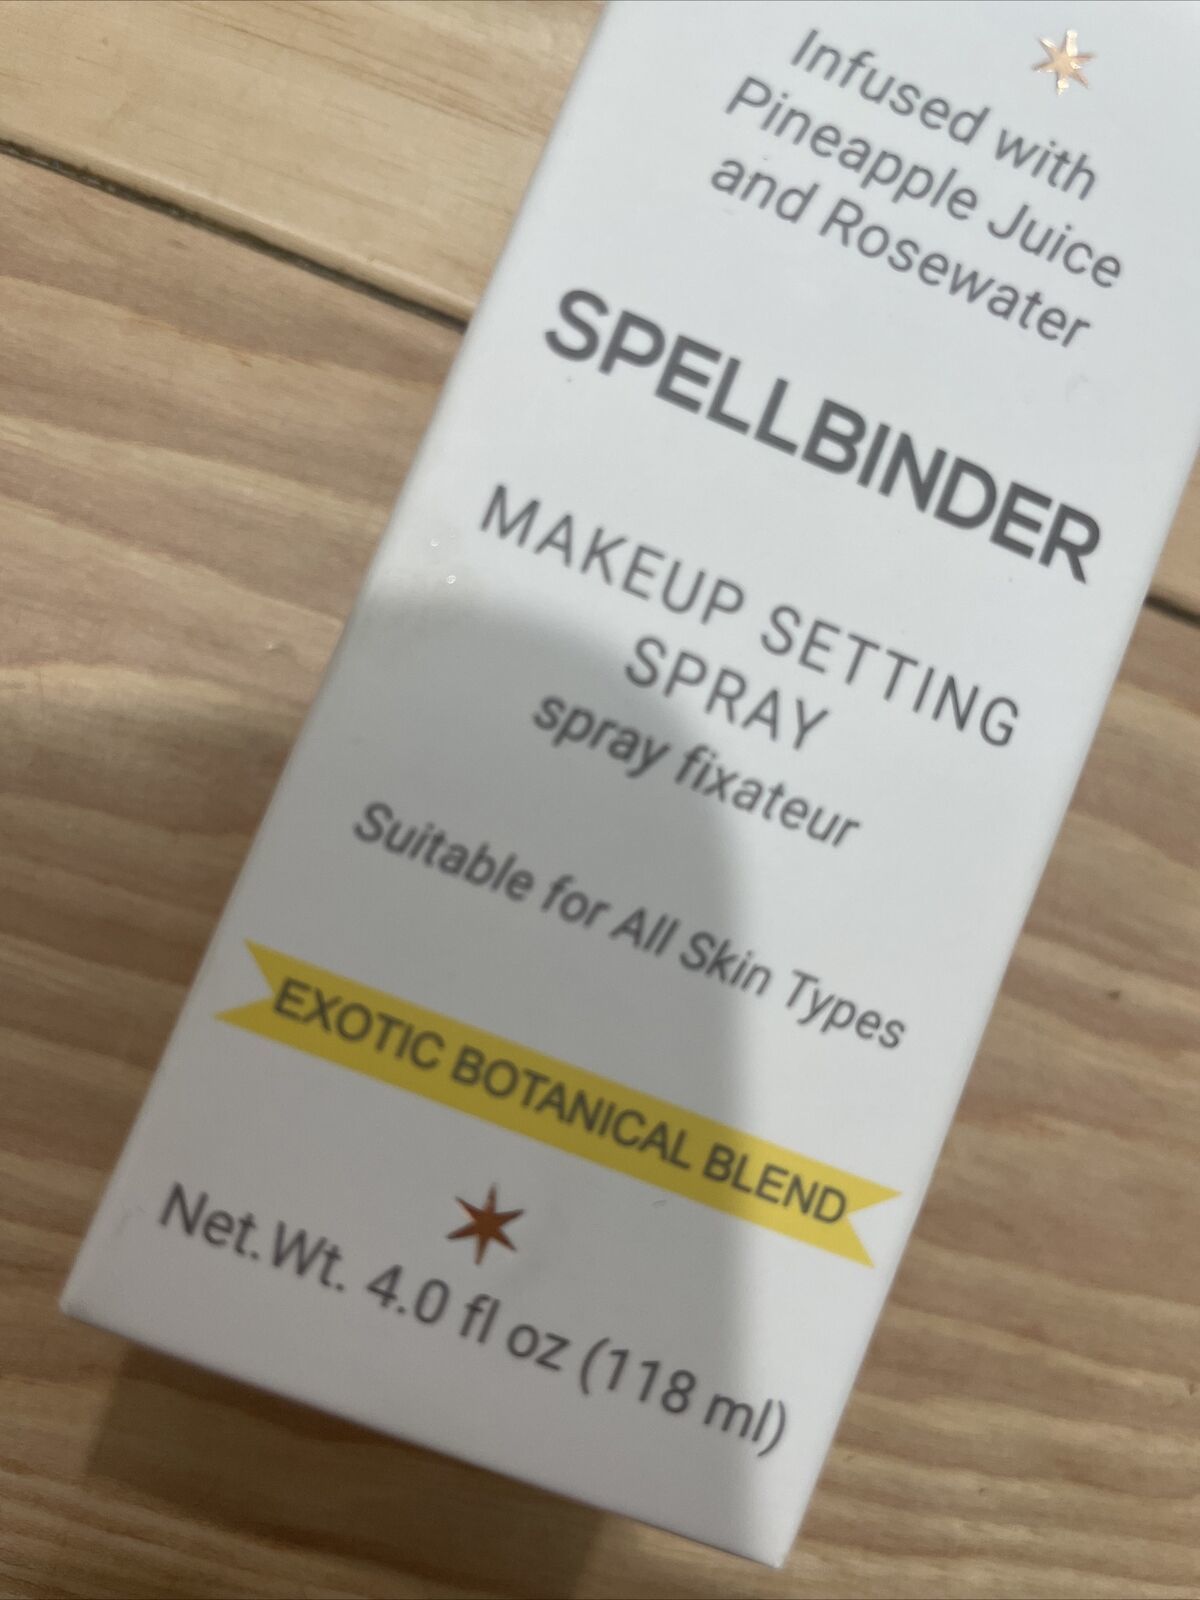 Infused with
Pineapple Juice
and Rosewater
SPELLBINDER
MAKEUP SETTING
SPRAY
spray fixateur
Suitable for All Skin Types
EXOTIC BOTANICAL BLEND
Net.Wt. 4.0 fl oz (118 ml)